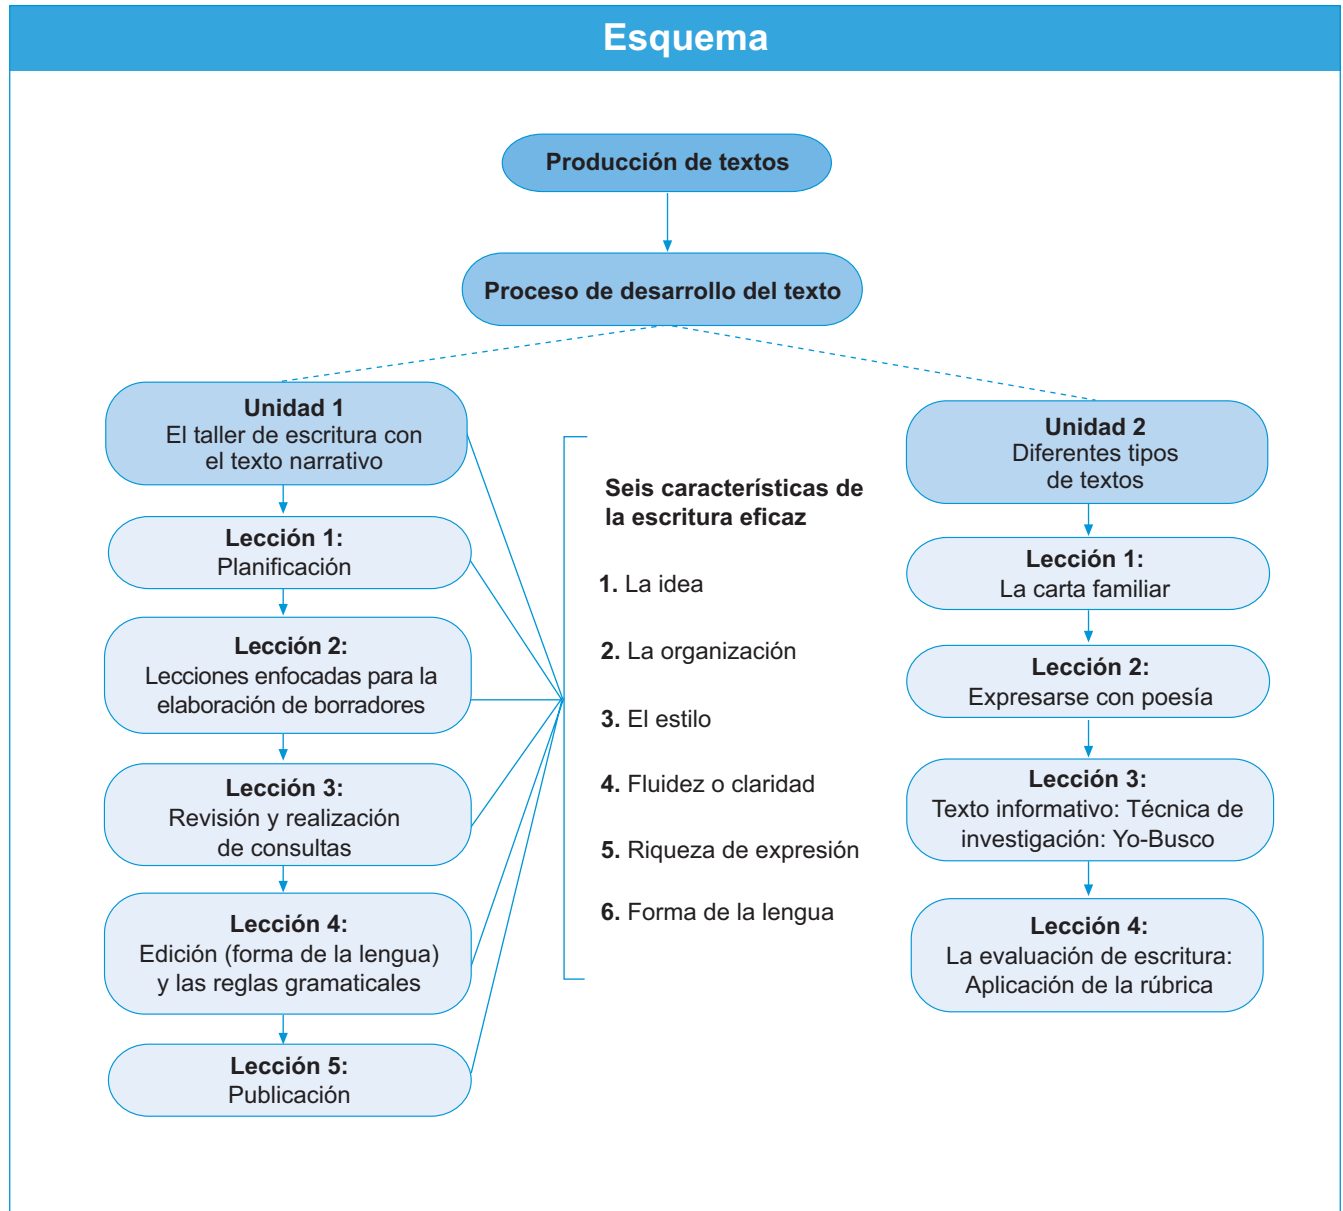 Esquema
Producción de textos
Proceso de desarrollo del texto
Unidad 1
El taller de escritura con
el texto narrativo
Lección 1:
Planificación
Lección 2:
Lecciones enfocadas para la
elaboración de borradores
Lección 3:
Revisión y realización
de consultas
Lección 4:
Edición (forma de la lengua)
y las reglas gramaticales
Lección 5:
Publicación
Seis características de
la escritura eficaz
1. La idea
2. La organización
3. El estilo
4. Fluidez o claridad
5. Riqueza de expresión
6. Forma de la lengua
Unidad 2
Diferentes tipos
de textos
Lección 1:
La carta familiar
Lección 2:
Expresarse con poesía
Lección 3:
Texto informativo: Técnica de
investigación: Yo-Busco
Lección 4:
La evaluación de escritura:
Aplicación de la rúbrica